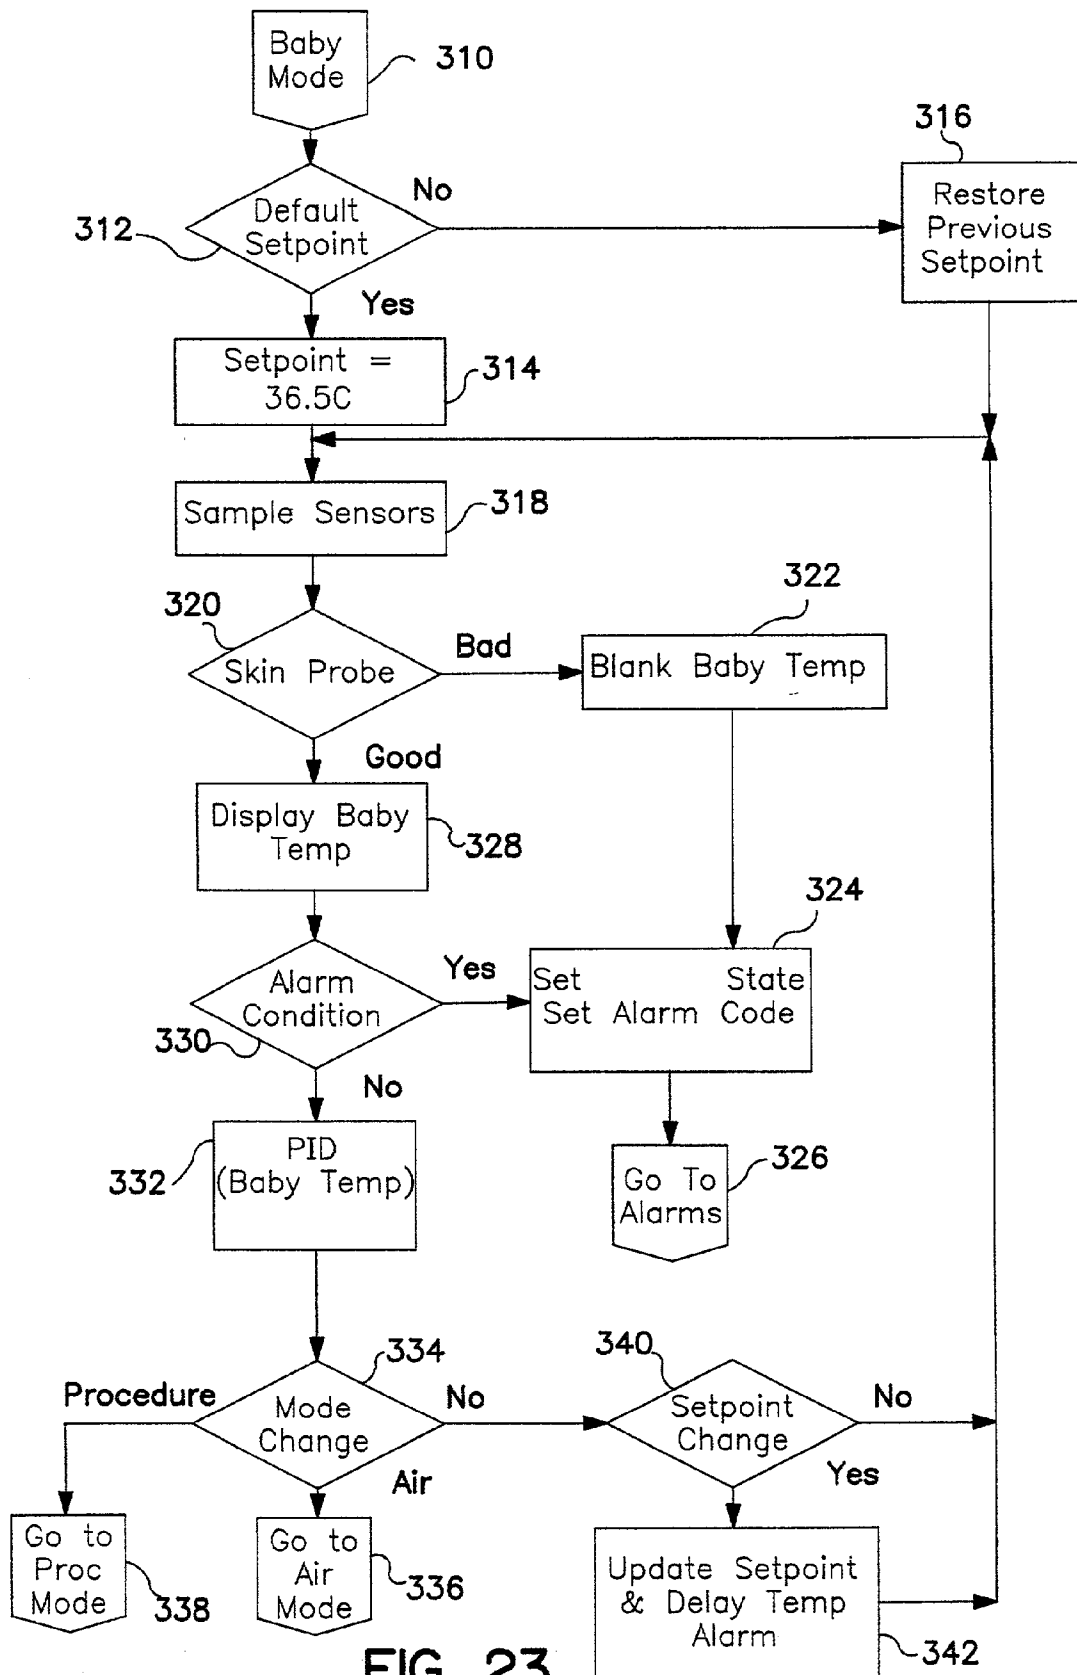 Baby
Mode
310
316
Restore
Previous
Setpoint
No
Default
Setpoint
312
Yes
Setpoint =
36.5C
314
Sample Sensors
318
320
Skin Probe
Bad
322
Blank Baby Temp
Good
Display Baby
Temp
328
324
Alarm
Condition
Yes
Set State
Set Alarm Code
330
No
PID
(Baby Temp)
332
326
Go To
Alarms
334
340
Procedure
Mode
Change
No
Setpoint
Change
No
Air
Yes
Go to
Proc
Mode
338
Go to
Air
Mode
336
Update Setpoint
& Delay Temp
Alarm
342
FIG. 23